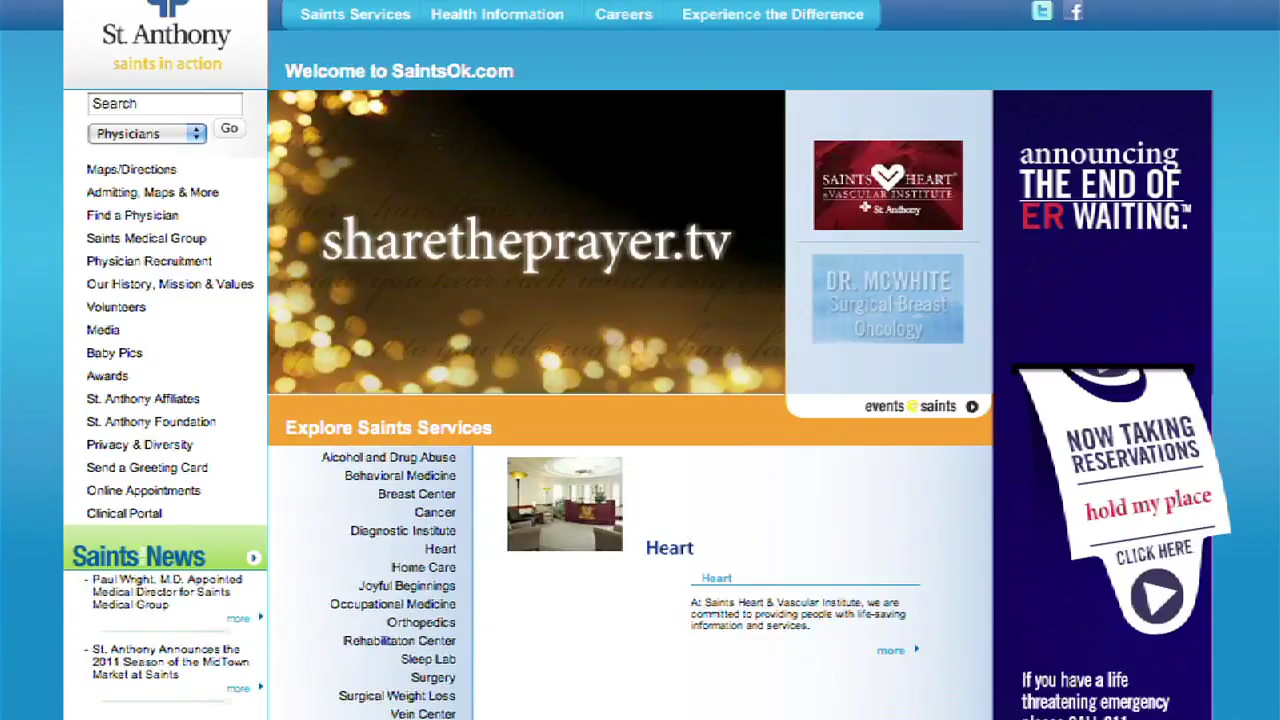 St. Anthony
saints in action
Saints Services
Health Information
Careers
Experience the Difference
Welcome to SaintsOk.com
Search
Physicians
Go
Maps/Directions
Admitting, Maps & More
Find a Physician
Saints Medical Group
Physician Recruitment
Our History, Mission & Values
Volunteers
Media
Baby Pics
Awards
St. Anthony Affiliates
St. Anthony Foundation
Privacy & Diversity
Send a Greeting Card
Online Appointments
Clinical Portal
Saints News
- Paul Wright, M.D. Appointed
Medical Director for Saints
Medical Group
more
- St. Anthony Announces the
2011 Season of the MidTown
Market at Saints
more
sharetheprayer.tv
SAINTS HEART
VASCULAR INSTITUTE
St. Anthony
DR. MCWHITE
Surgical Breast
Oncology
events@saints
Explore Saints Services
Alcohol and Drug Abuse
Behavioral Medicine
Breast Center
Cancer
Diagnostic Institute
Heart
Home Care
Joyful Beginnings
Occupational Medicine
Orthopedics
Rehabilitaton Center
Sleep Lab
Surgery
Surgical Weight Loss
Vein Center
Heart
Heart
At Saints Heart & Vascular Institute, we are
committed to providing people with life-saving
information and services.
more
announcing
THE END OF
ER WAITING.™
NOW TAKING
RESERVATIONS
hold my place
CLICK HERE
If you have a life
threatening emergency
please CALL 911